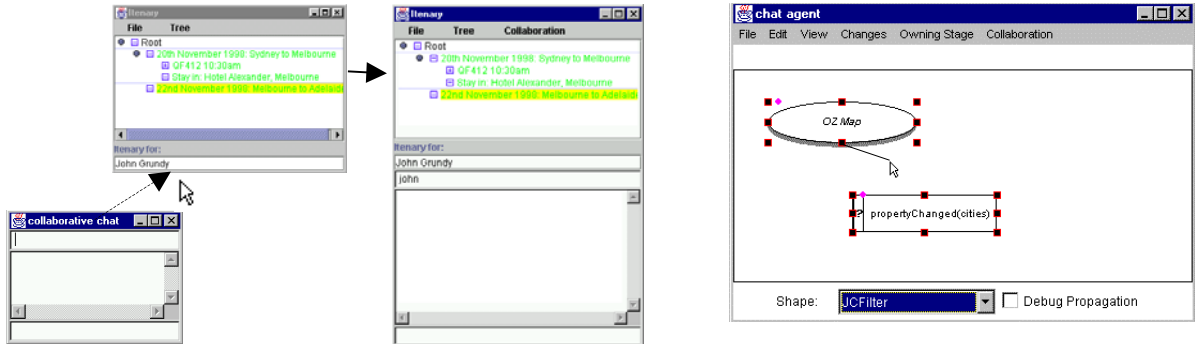 Itenary
File Tree
Root
20th November 1998: Sydney to Melbourne
QF412 10:30am
Stay in: Hotel Alexander, Melbourne
22nd November 1998: Melbourne to Adelaide
Itenary for:
John Grundy
collaborative chat
Itenary
File Tree Collaboration
Root
20th November 1998: Sydney to Melbourne
QF412 10:30am
Stay in: Hotel Alexander, Melbourne
22nd November 1998: Melbourne to Adelaide
Itenary for:
John Grundy
john
chat agent
File Edit View Changes Owning Stage Collaboration
OZ Map
? propertyChanged(cities)
Shape: JCFilter Debug Propagation